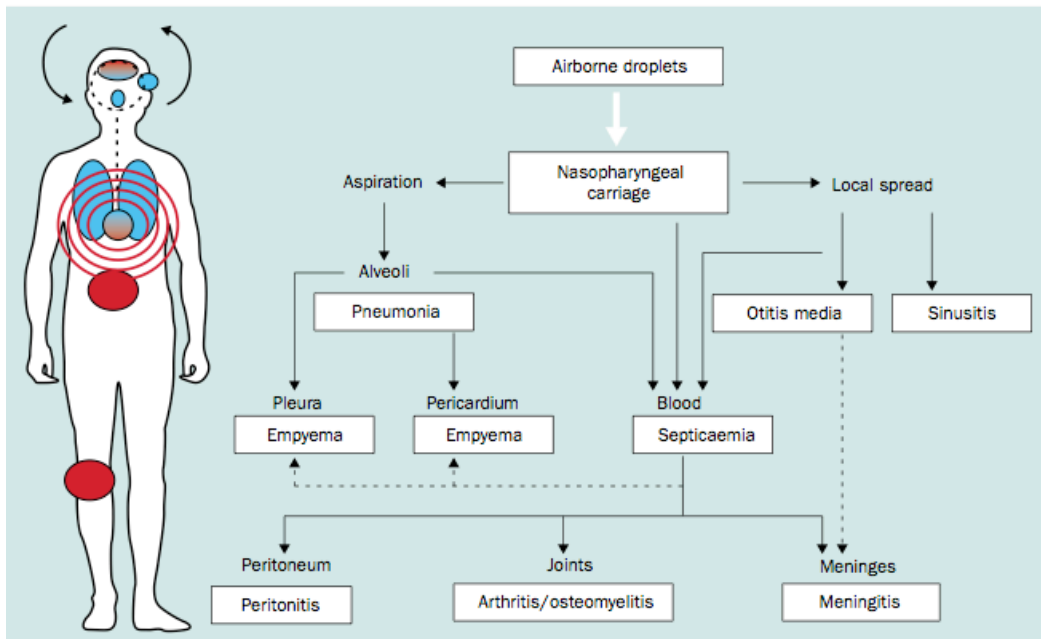 Airborne droplets
Nasopharyngeal
carriage
Aspiration
Local spread
Alveoli
Pneumonia
Otitis media
Sinusitis
Pleura
Pericardium
Blood
Empyema
Empyema
Septicaemia
Peritoneum
Joints
Meninges
Peritonitis
Arthritis/osteomyelitis
Meningitis